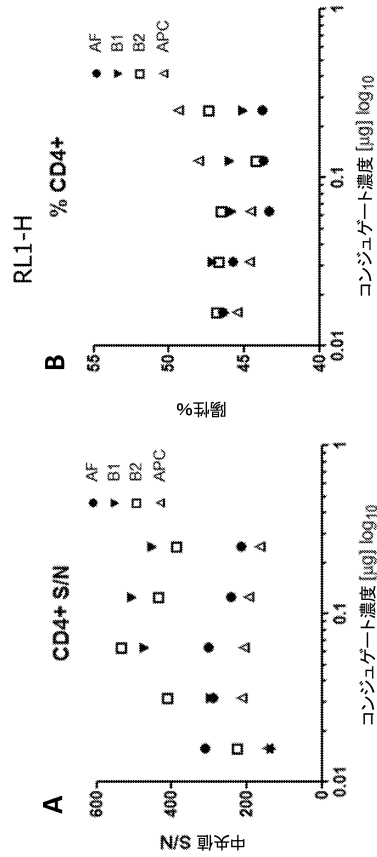 RL1-H
A
CD4+ S/N
● AF
▼ B1
□ B2
△ APC
中央値 S/N
600
400
200
0
0.01
0.1
1
コンジュゲート濃度 [µg] log10
B
% CD4+
● AF
▼ B1
□ B2
△ APC
陽性%
55
50
45
40
0.01
0.1
1
コンジュゲート濃度 [µg] log10